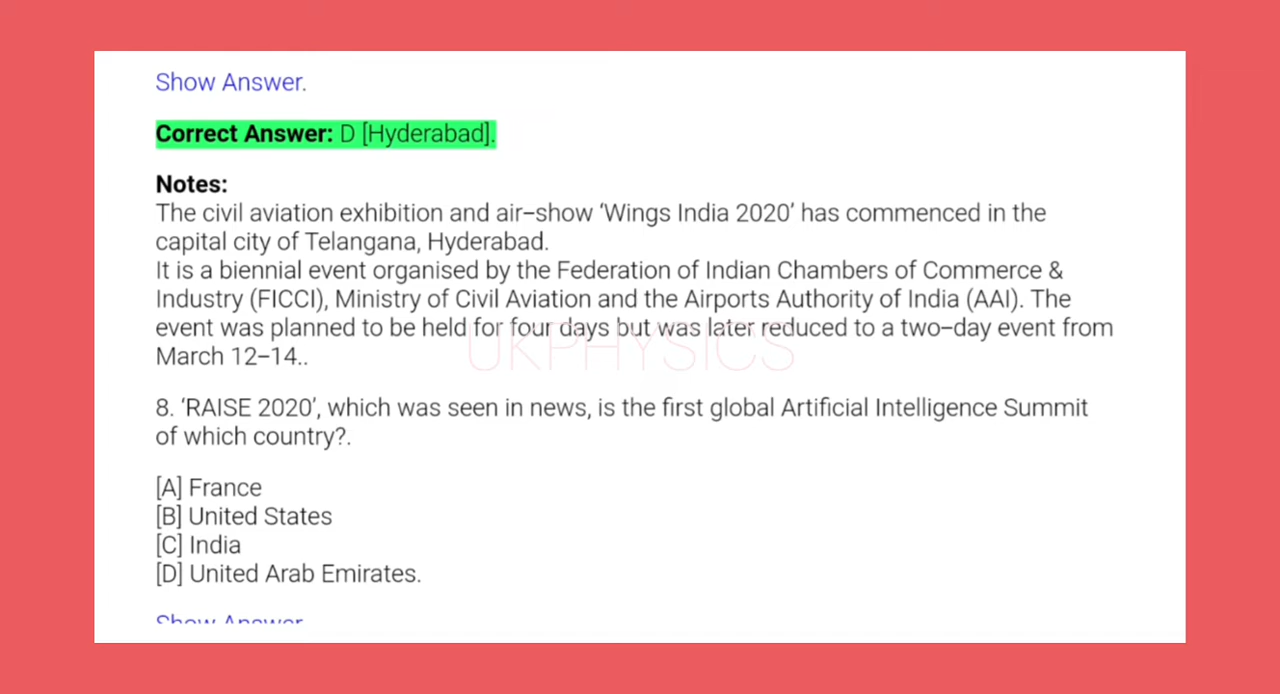 Show Answer.
Correct Answer: D [Hyderabad].
Notes:
The civil aviation exhibition and air–show ‘Wings India 2020’ has commenced in the
capital city of Telangana, Hyderabad.
It is a biennial event organised by the Federation of Indian Chambers of Commerce &
Industry (FICCI), Ministry of Civil Aviation and the Airports Authority of India (AAI). The
event was planned to be held for four days but was later reduced to a two–day event from
UKPHYSICS
March 12–14..
8. ‘RAISE 2020’, which was seen in news, is the first global Artificial Intelligence Summit
of which country?.
[A] France
[B] United States
[C] India
[D] United Arab Emirates.
Show Answer